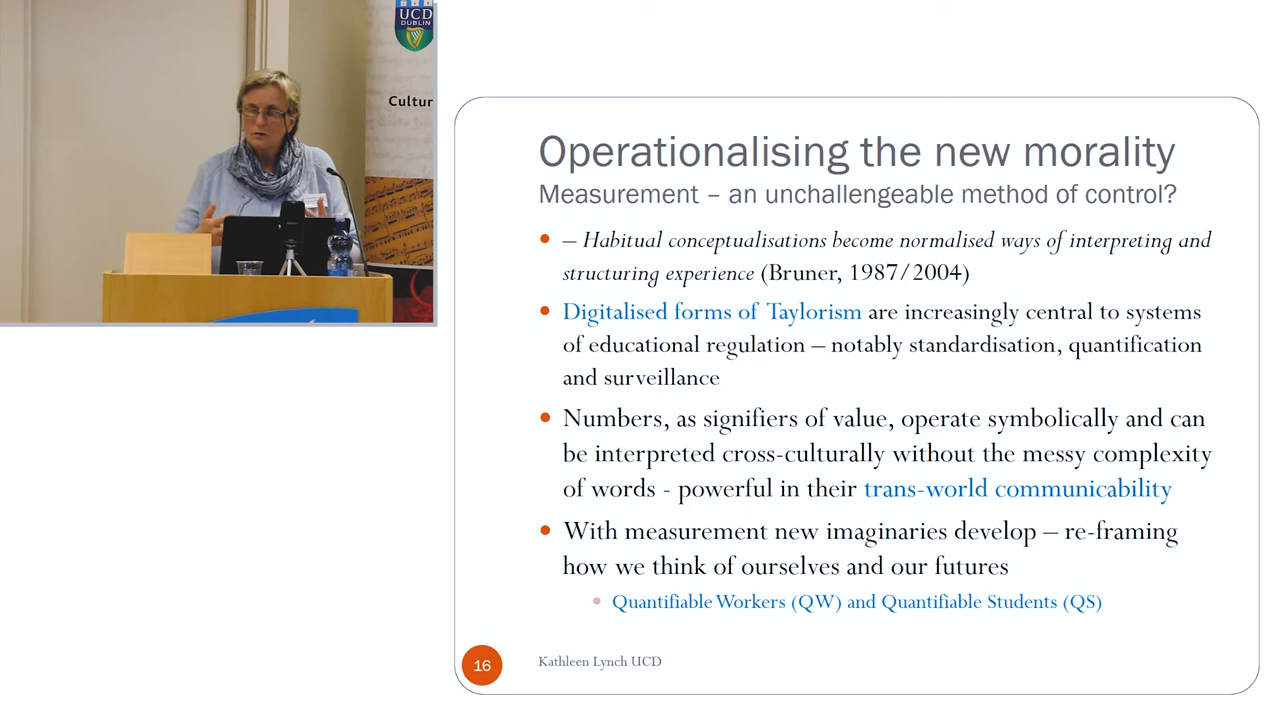 UCD
DUBLIN
Cultur
Operationalising the new morality
Measurement – an unchallengeable method of control?
• – Habitual conceptualisations become normalised ways of interpreting and
structuring experience (Bruner, 1987/2004)
• Digitalised forms of Taylorism are increasingly central to systems
of educational regulation – notably standardisation, quantification
and surveillance
• Numbers, as signifiers of value, operate symbolically and can
be interpreted cross-culturally without the messy complexity
of words - powerful in their trans-world communicability
• With measurement new imaginaries develop – re-framing
how we think of ourselves and our futures
• Quantifiable Workers (QW) and Quantifiable Students (QS)
16
Kathleen Lynch UCD